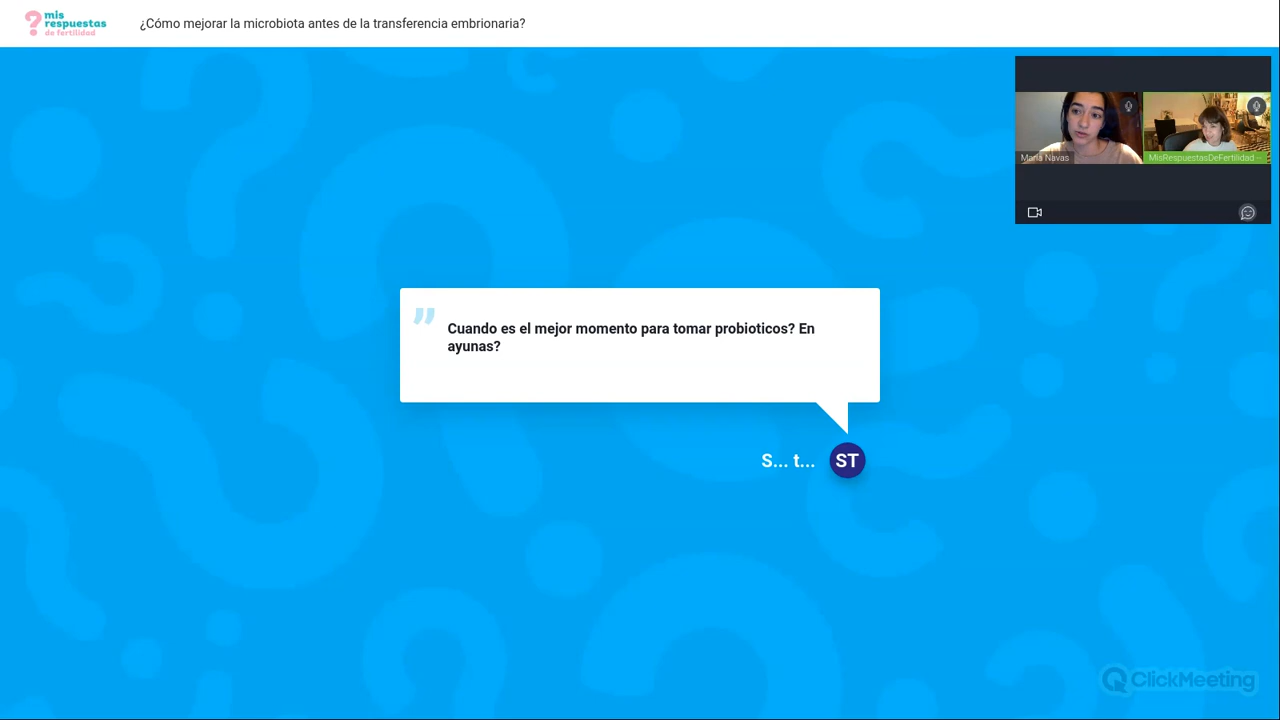 mis
respuestas
de fertilidad
¿Cómo mejorar la microbiota antes de la transferencia embrionaria?
María Navas
MisRespuestasDeFertilidad –
Cuando es el mejor momento para tomar probioticos? En
ayunas?
S... t...
ST
ClickMeeting